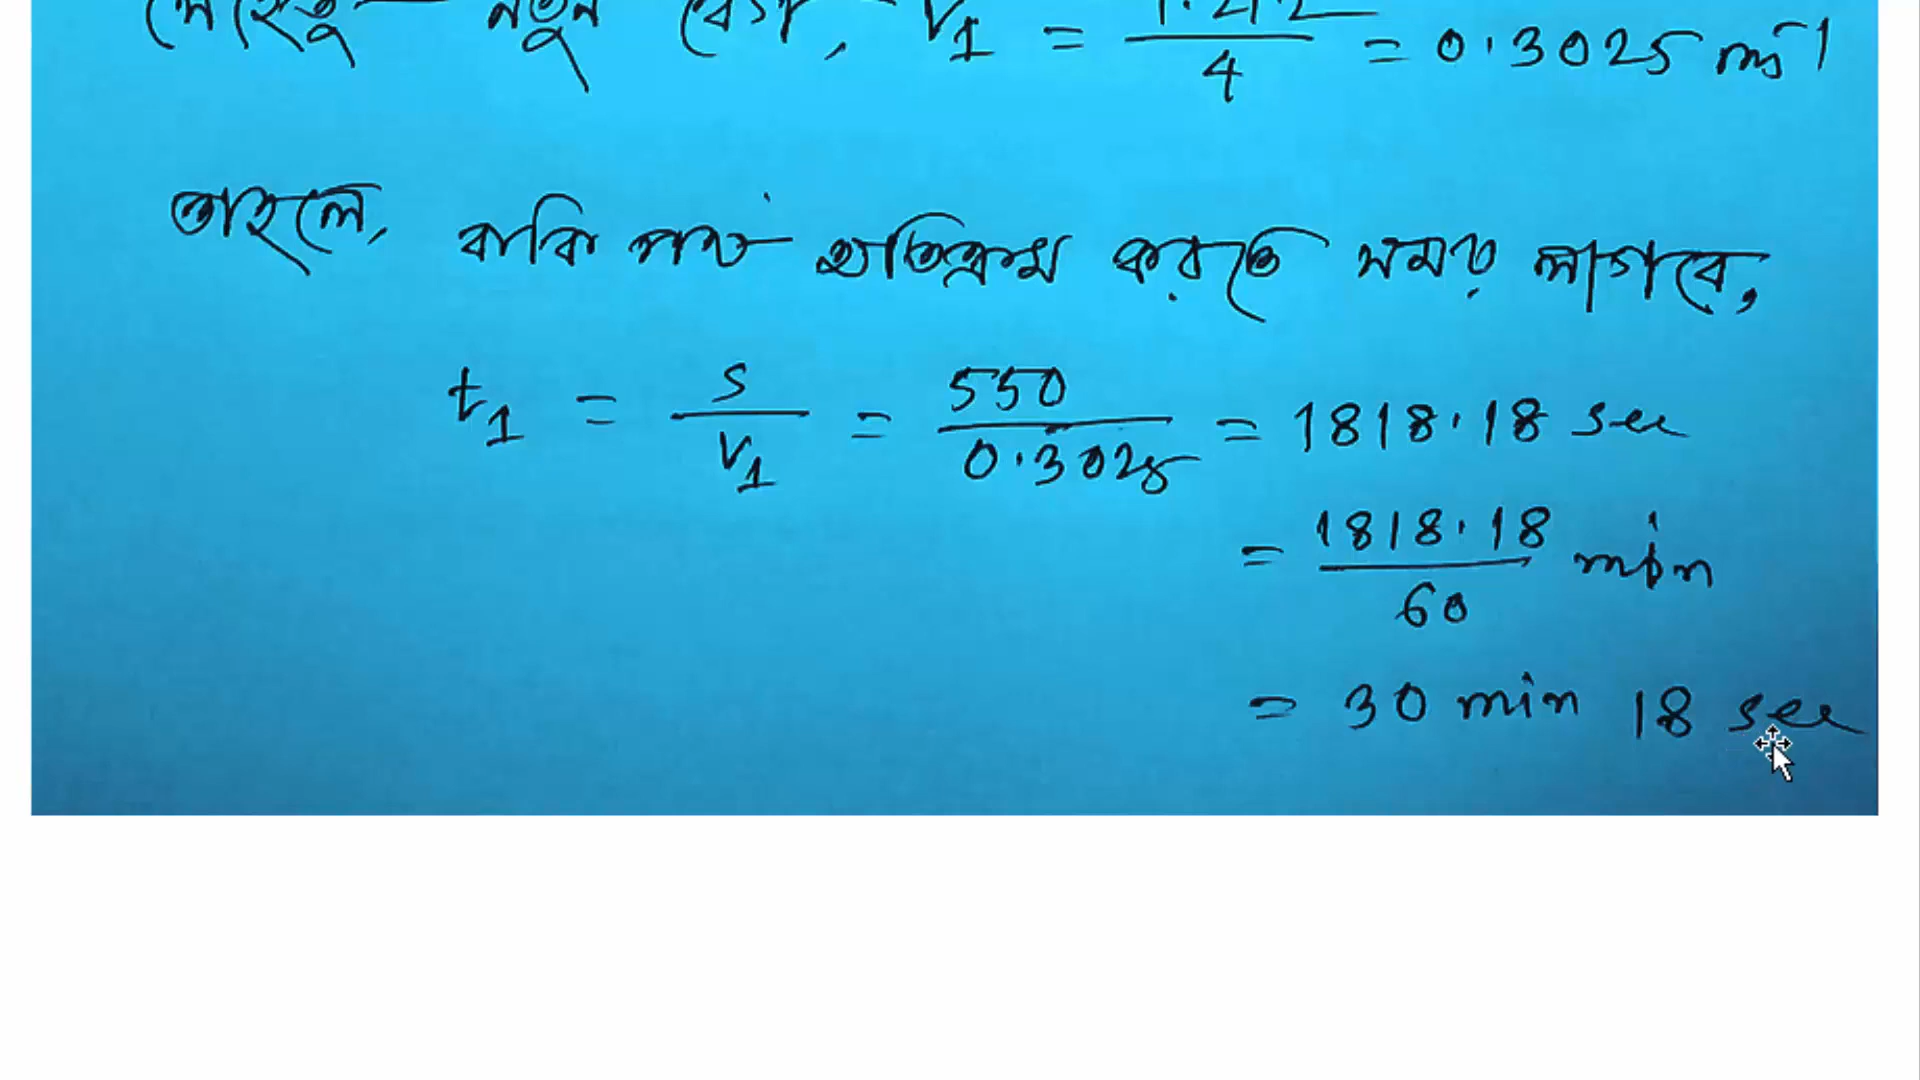 নতুন বেগ, V₁ = /4 = 0.3025 ms⁻¹
তাহলে, বাকি পথ অতিক্রম করতে সময় লাগবে,
t₁ = s/V₁ = 550/0.3025 = 1818.18 sec
= 1818.18/60 min
= 30 min 18 sec